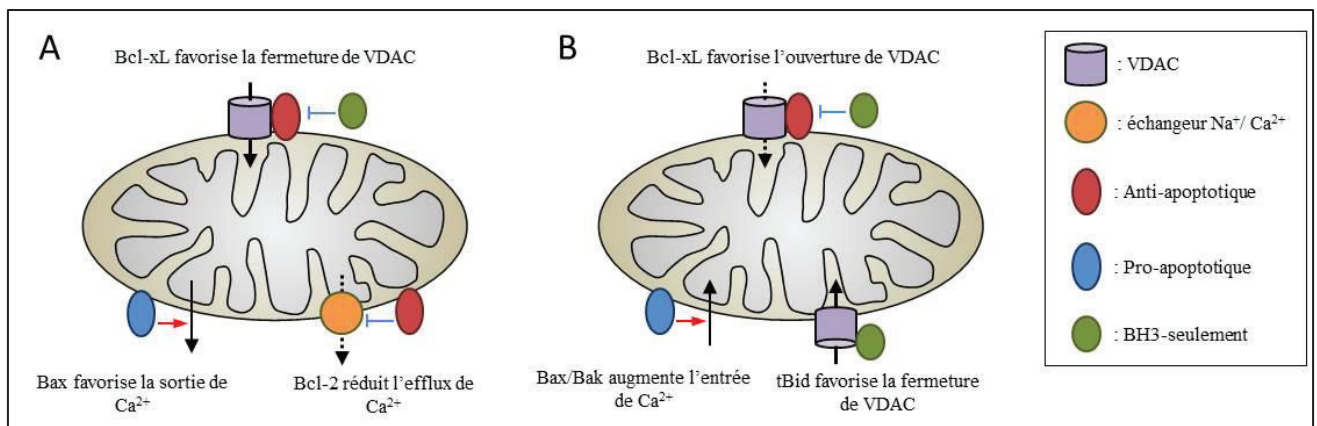 A
Bcl-xL favorise la fermeture de VDAC
Bax favorise la sortie de
Ca²⁺
Bcl-2 réduit l'efflux de
Ca²⁺
B
Bcl-xL favorise l'ouverture de VDAC
Bax/Bak augmente l'entrée
de Ca²⁺
tBid favorise la fermeture
de VDAC
: VDAC
: échangeur Na⁺/ Ca²⁺
: Anti-apoptotique
: Pro-apoptotique
: BH3-seulement